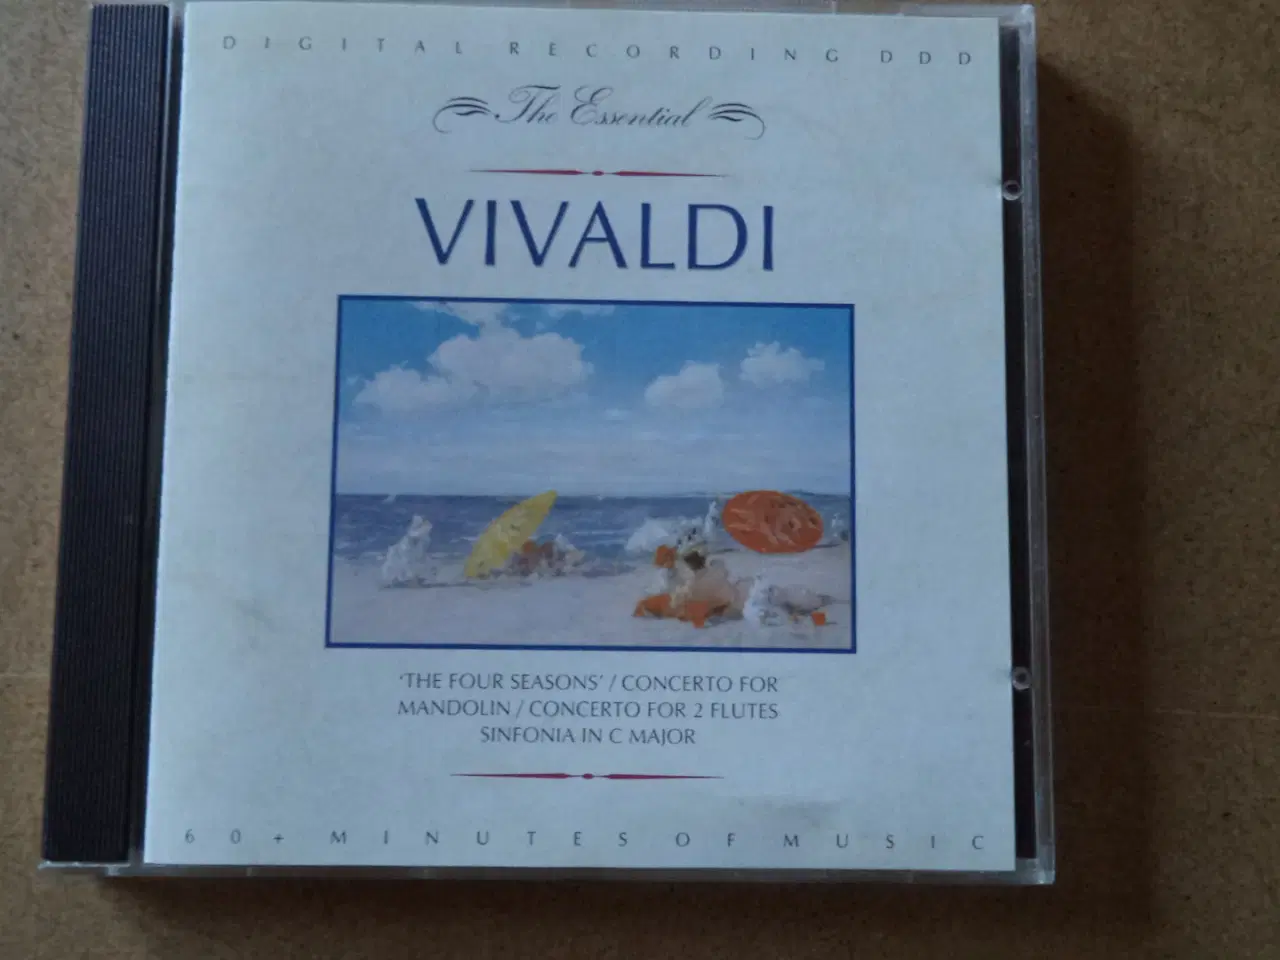 DIGITAL RECORDING DDD
The Essential
VIVALDI
‘THE FOUR SEASONS’ / CONCERTO FOR
MANDOLIN / CONCERTO FOR 2 FLUTES
SINFONIA IN C MAJOR
60+ MINUTES OF MUSIC